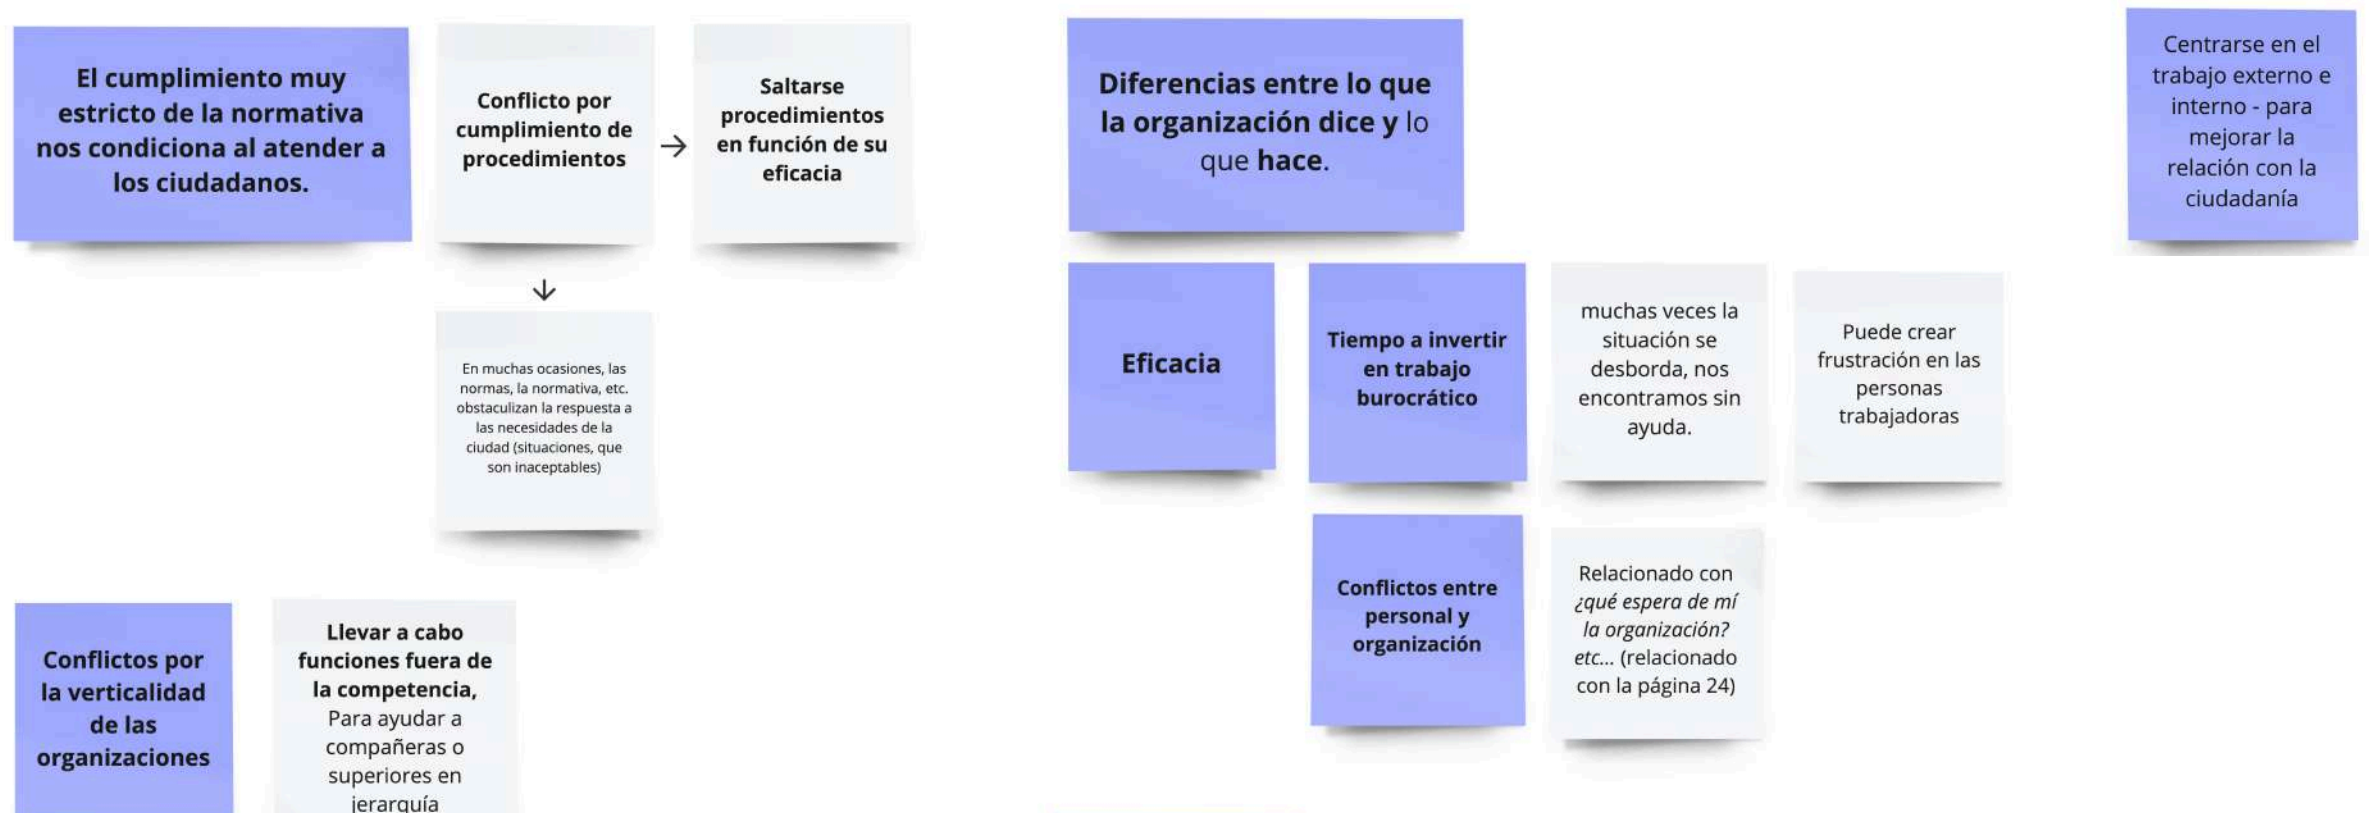 El cumplimiento muy
estricto de la normativa
nos condiciona al atender a
los ciudadanos.
Conflicto por
cumplimiento de
procedimientos
→
Saltarse
procedimientos
en función de su
eficacia
↓
En muchas ocasiones, las
normas, la normativa, etc.
obstaculizan la respuesta a
las necesidades de la
ciudad (situaciones, que
son inaceptables)
Conflictos por
la verticalidad
de las
organizaciones
Llevar a cabo
funciones fuera de
la competencia,
Para ayudar a
compañeras o
superiores en
jerarquía
Diferencias entre lo que
la organización dice y lo
que hace.
Eficacia
Tiempo a invertir
en trabajo
burocrático
muchas veces la
situación se
desborda, nos
encontramos sin
ayuda.
Puede crear
frustración en las
personas
trabajadoras
Conflictos entre
personal y
organización
Relacionado con
¿qué espera de mí
la organización?
etc... (relacionado
con la página 24)
Centrarse en el
trabajo externo e
interno - para
mejorar la
relación con la
ciudadanía